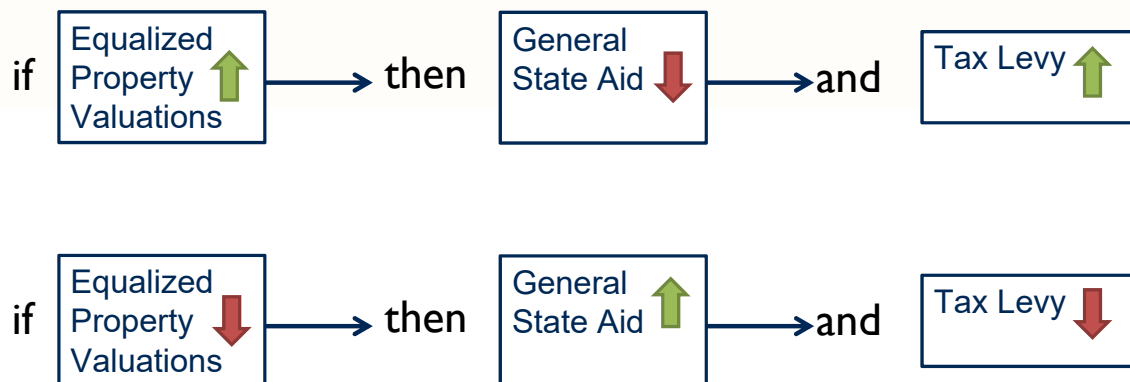 if
Equalized
Property
Valuations
then
General
State Aid
and
Tax Levy
if
Equalized
Property
Valuations
then
General
State Aid
and
Tax Levy